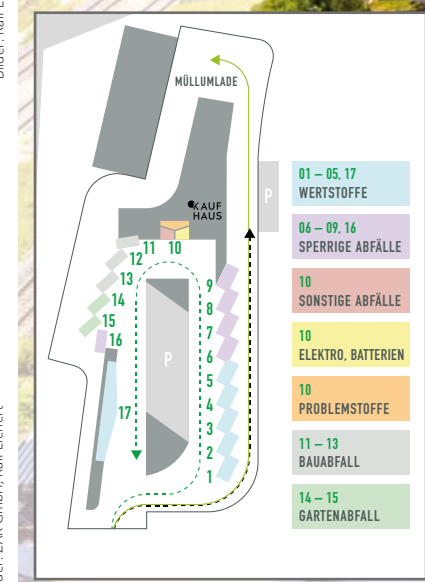 MÜLLUMLADE
KAUF
HAUS
P
P
11 10
12
13
14
15
16
17
9
8
7
6
5
4
3
2
1
01 – 05, 17
WERTSTOFFE
06 – 09, 16
SPERRIGE ABFÄLLE
10
SONSTIGE ABFÄLLE
10
ELEKTRO, BATTERIEN
10
PROBLEMSTOFFE
11 – 13
BAUABFALL
14 – 15
GARTENABFALL